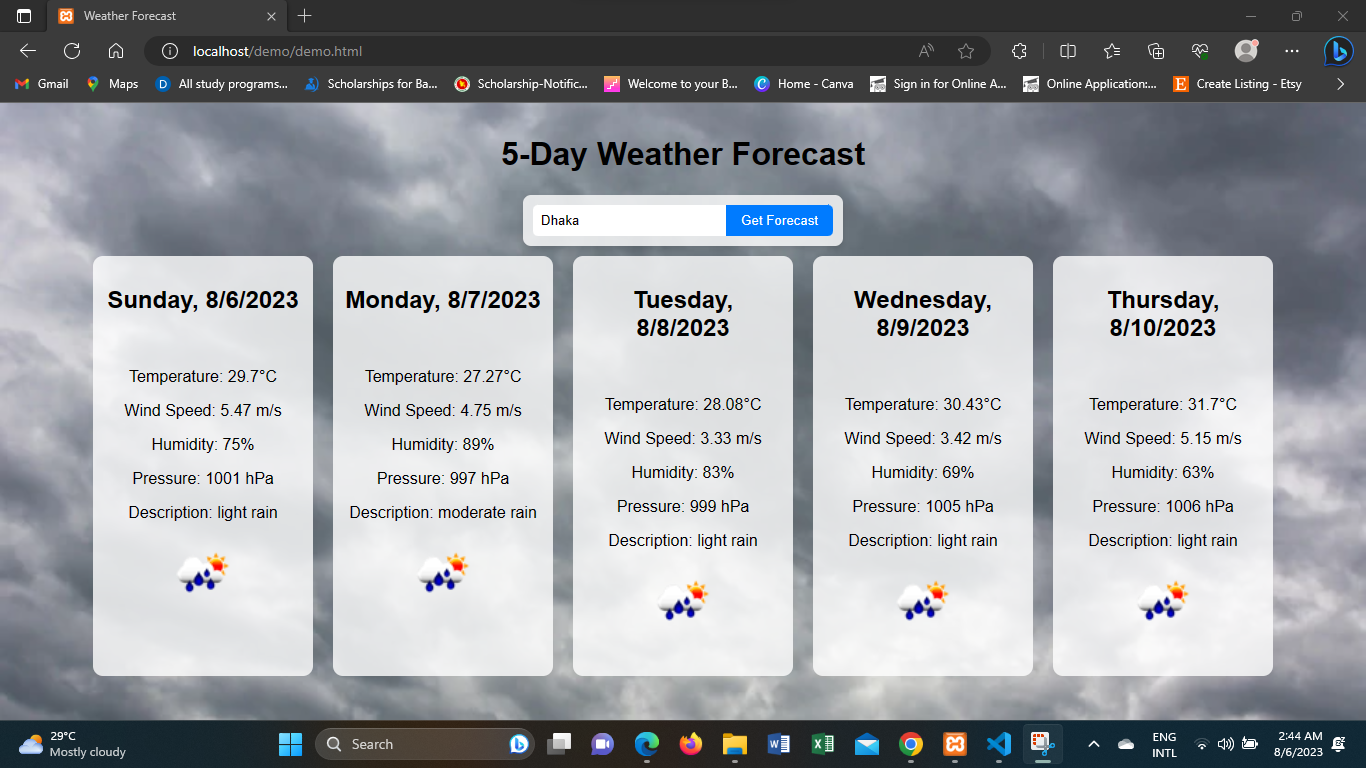 Weather Forecast
localhost/demo/demo.html
Gmail
Maps
All study programs...
Scholarships for Ba...
Scholarship-Notific...
Welcome to your B...
Home - Canva
Sign in for Online A...
Online Application:...
Create Listing - Etsy
5-Day Weather Forecast
Dhaka
Get Forecast
Sunday, 8/6/2023
Temperature: 29.7°C
Wind Speed: 5.47 m/s
Humidity: 75%
Pressure: 1001 hPa
Description: light rain
Monday, 8/7/2023
Temperature: 27.27°C
Wind Speed: 4.75 m/s
Humidity: 89%
Pressure: 997 hPa
Description: moderate rain
Tuesday,
8/8/2023
Temperature: 28.08°C
Wind Speed: 3.33 m/s
Humidity: 83%
Pressure: 999 hPa
Description: light rain
Wednesday,
8/9/2023
Temperature: 30.43°C
Wind Speed: 3.42 m/s
Humidity: 69%
Pressure: 1005 hPa
Description: light rain
Thursday,
8/10/2023
Temperature: 31.7°C
Wind Speed: 5.15 m/s
Humidity: 63%
Pressure: 1006 hPa
Description: light rain
29°C
Mostly cloudy
Search
ENG
INTL
2:44 AM
8/6/2023